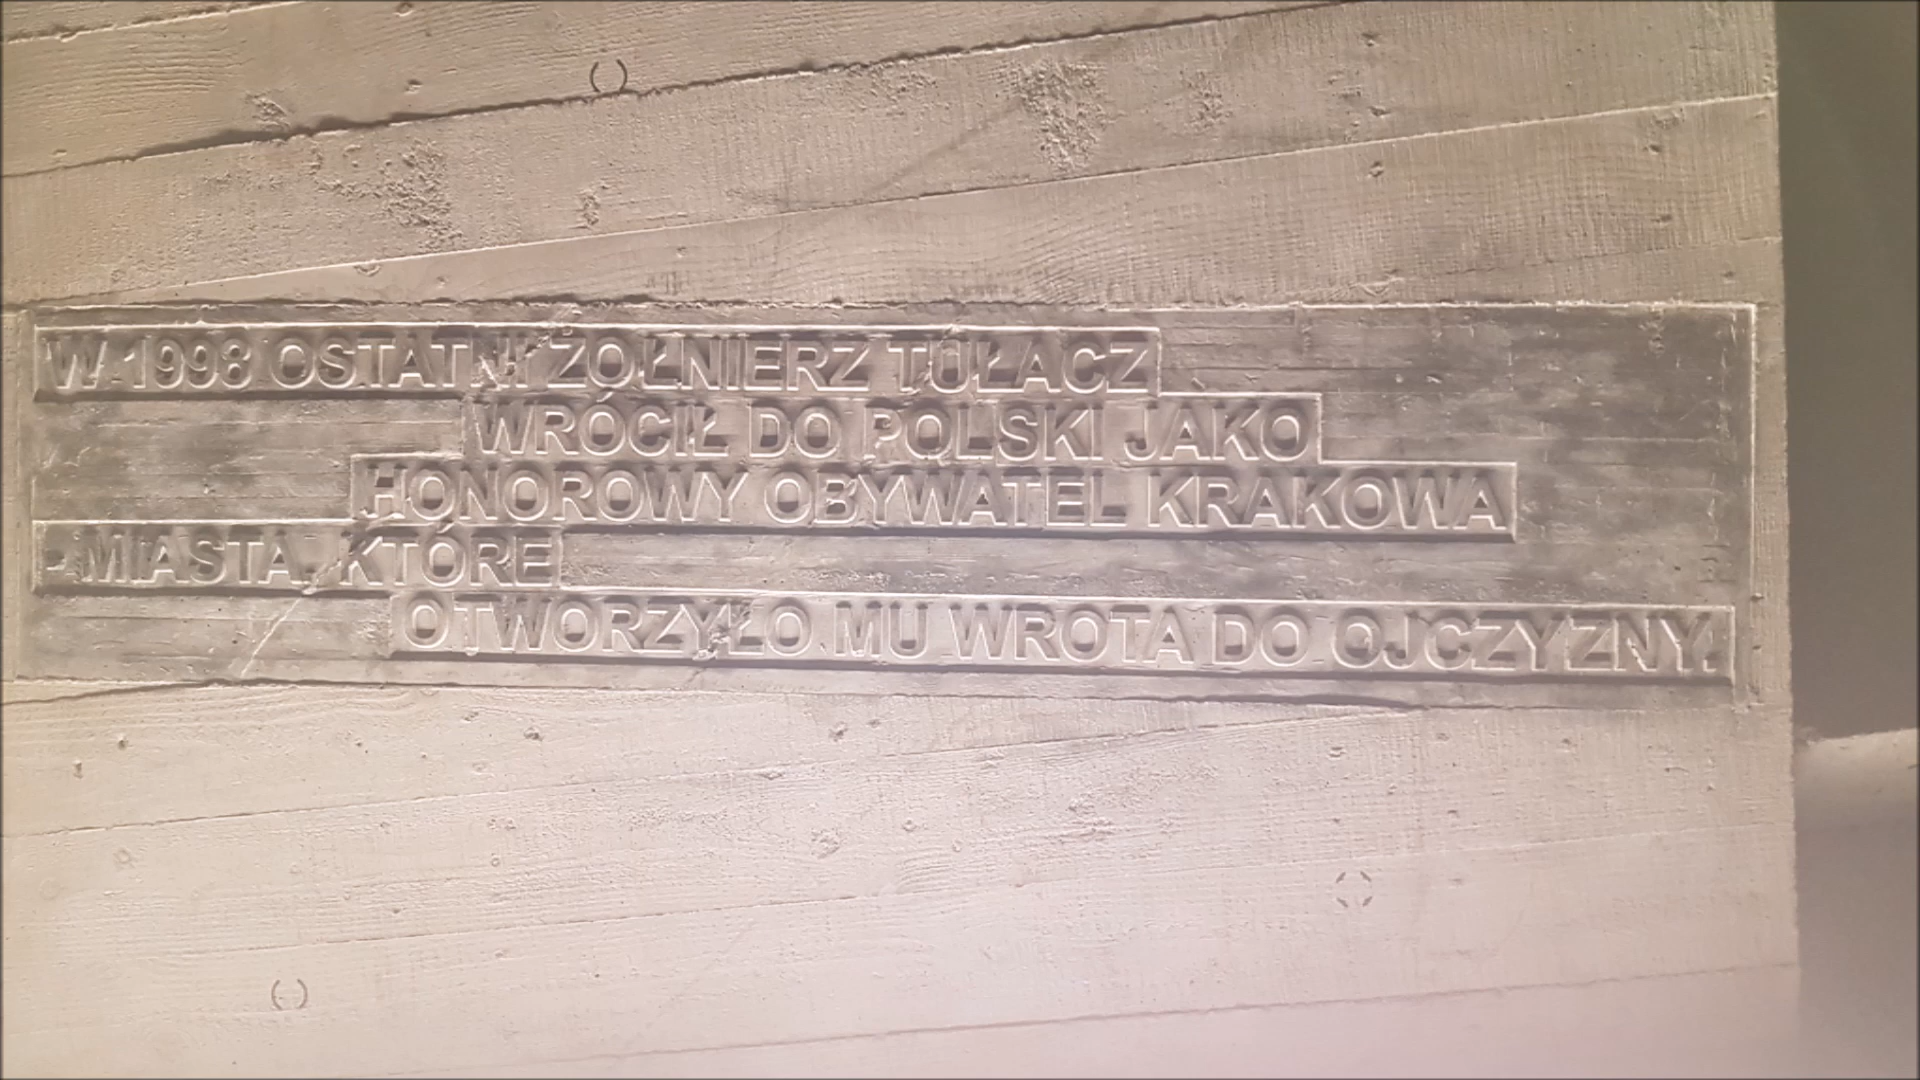 W 1998 OSTATNI ŻOŁNIERZ TUŁACZ
WRÓCIŁ DO POLSKI JAKO
HONOROWY OBYWATEL KRAKOWA
- MIASTA, KTÓRE
OTWORZYŁO MU WROTA DO OJCZYZNY.